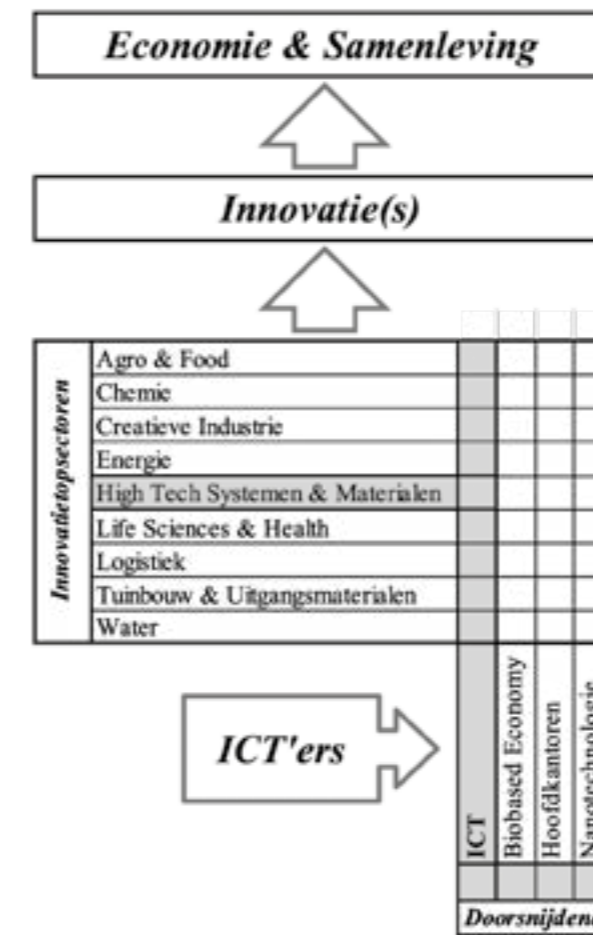 Economie & Samenleving
Innovatie(s)
Innovatietopsectoren
Agro & Food
Chemie
Creatieve Industrie
Energie
High Tech Systemen & Materialen
Life Sciences & Health
Logistiek
Tuinbouw & Uitgangsmaterialen
Water
ICT'ers
ICT
Biobased Economy
Hoofdkantoren
Nanotechnologie